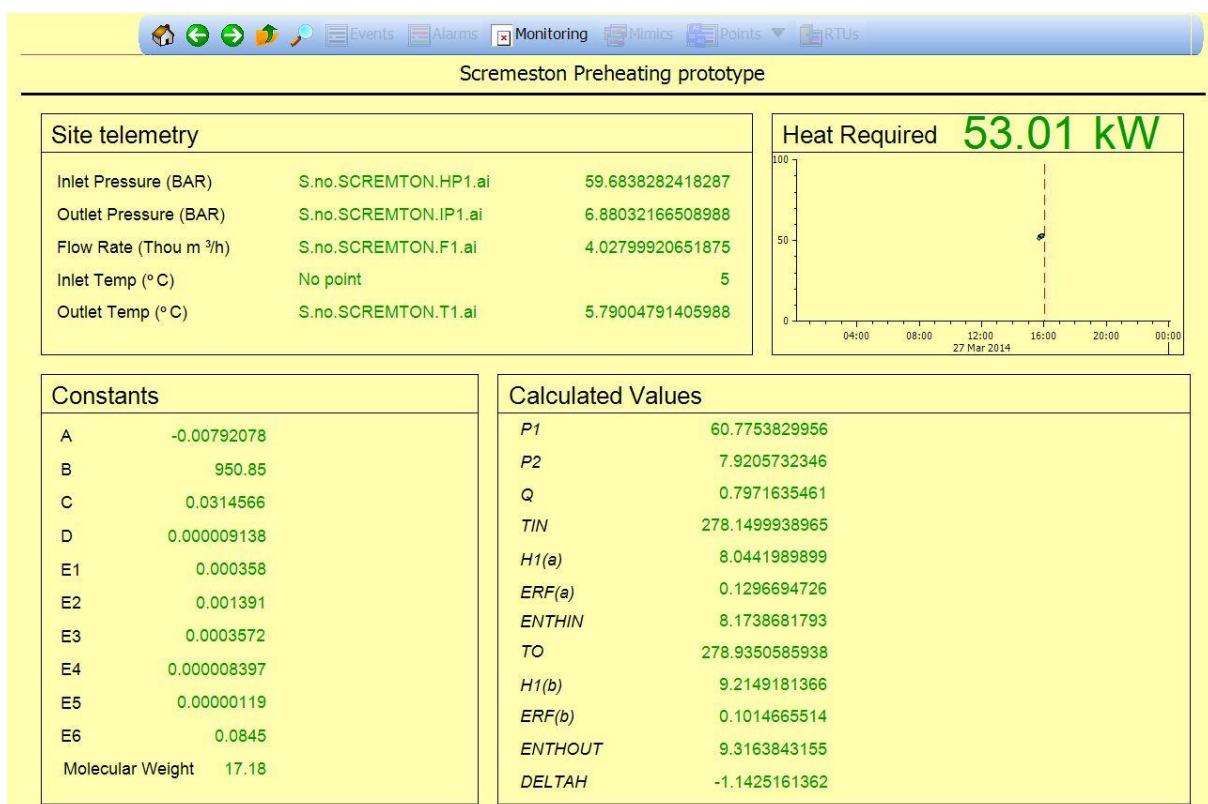 Events Alarms Monitoring Mimics Points RTUs
Scremeston Preheating prototype
Site telemetry
Inlet Pressure (BAR) S.no.SCREMTON.HP1.ai 59.6838282418287
Outlet Pressure (BAR) S.no.SCREMTON.IP1.ai 6.88032166508988
Flow Rate (Thou m ³/h) S.no.SCREMTON.F1.ai 4.02799920651875
Inlet Temp (º C) No point 5
Outlet Temp (º C) S.no.SCREMTON.T1.ai 5.79004791405988
Heat Required 53.01 kW
100
50
0
04:00 08:00 12:00 16:00 20:00 00:00
27 Mar 2014
Constants
A -0.00792078
B 950.85
C 0.0314566
D 0.000009138
E1 0.000358
E2 0.001391
E3 0.0003572
E4 0.000008397
E5 0.00000119
E6 0.0845
Molecular Weight 17.18
Calculated Values
P1 60.7753829956
P2 7.9205732346
Q 0.7971635461
TIN 278.1499938965
H1(a) 8.0441989899
ERF(a) 0.1296694726
ENTHIN 8.1738681793
TO 278.9350585938
H1(b) 9.2149181366
ERF(b) 0.1014665514
ENTHOUT 9.3163843155
DELTAH -1.1425161362